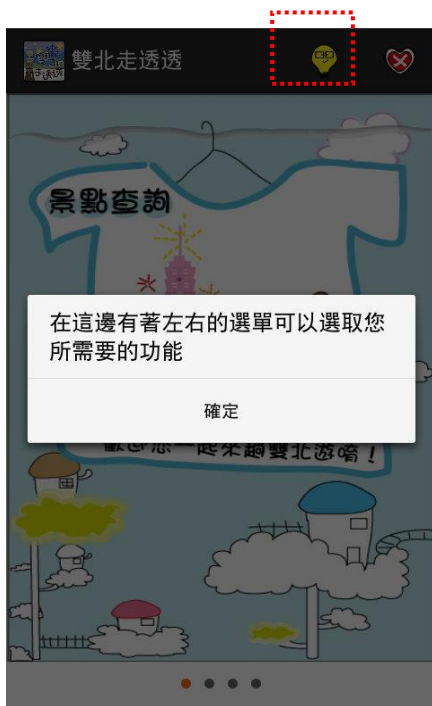 雙北走透透
景點查詢
在這邊有著左右的選單可以選取您
所需要的功能
確定
歡迎您一起來趟雙北遊唷！